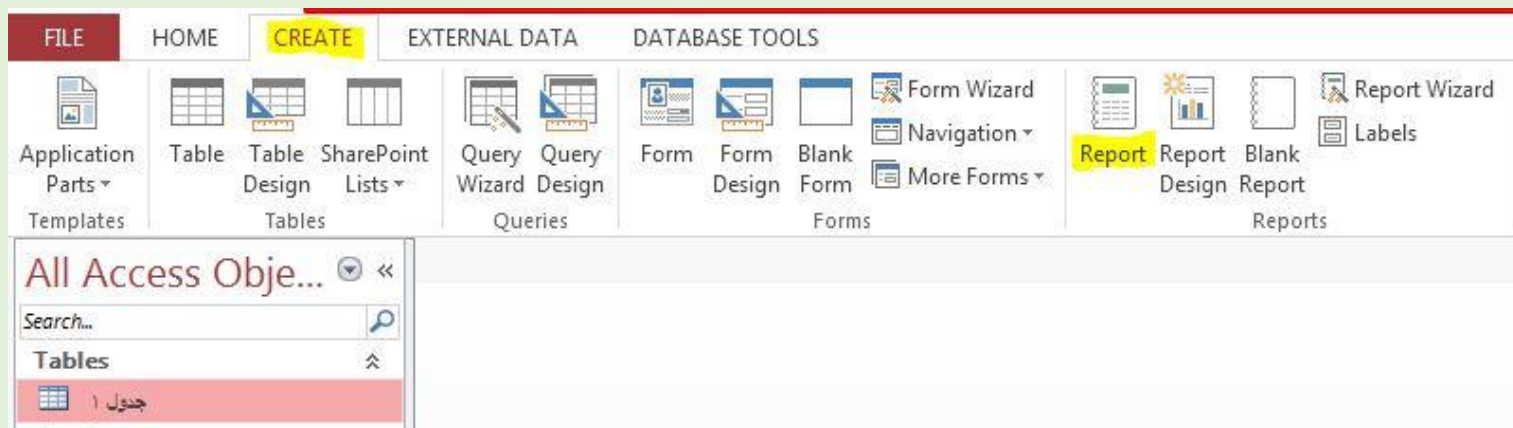 FILE HOME CREATE EXTERNAL DATA DATABASE TOOLS
Application Parts
Table
Table Design
SharePoint Lists
Query Wizard
Query Design
Form
Form Design
Blank Form
Form Wizard
Navigation
More Forms
Report
Report Design
Blank Report
Report Wizard
Labels
Templates Tables Queries Forms Reports
All Access Obje...
Search...
Tables
جدول ١